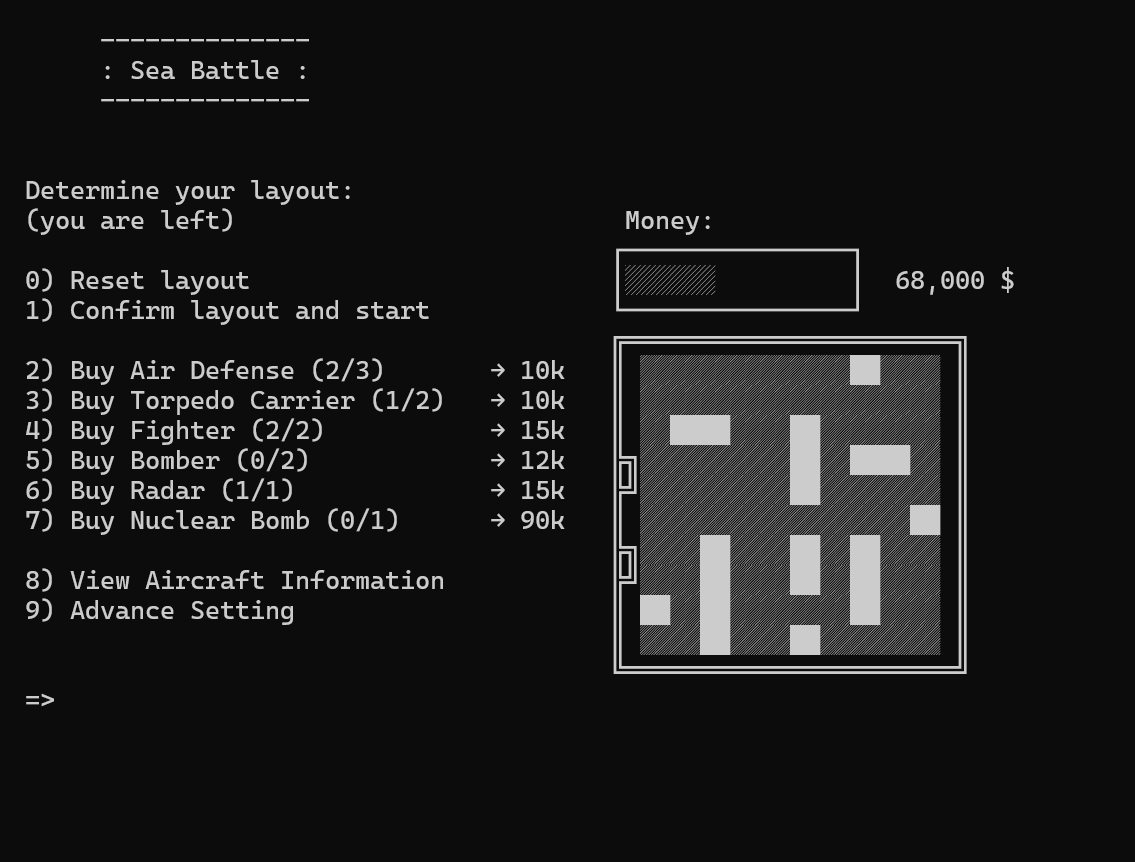 --------------
: Sea Battle :
--------------
Determine your layout:
(you are left)
Money:
0) Reset layout
68,000 $
1) Confirm layout and start
2) Buy Air Defense (2/3) → 10k
3) Buy Torpedo Carrier (1/2) → 10k
4) Buy Fighter (2/2) → 15k
5) Buy Bomber (0/2) → 12k
6) Buy Radar (1/1) → 15k
7) Buy Nuclear Bomb (0/1) → 90k
8) View Aircraft Information
9) Advance Setting
=>